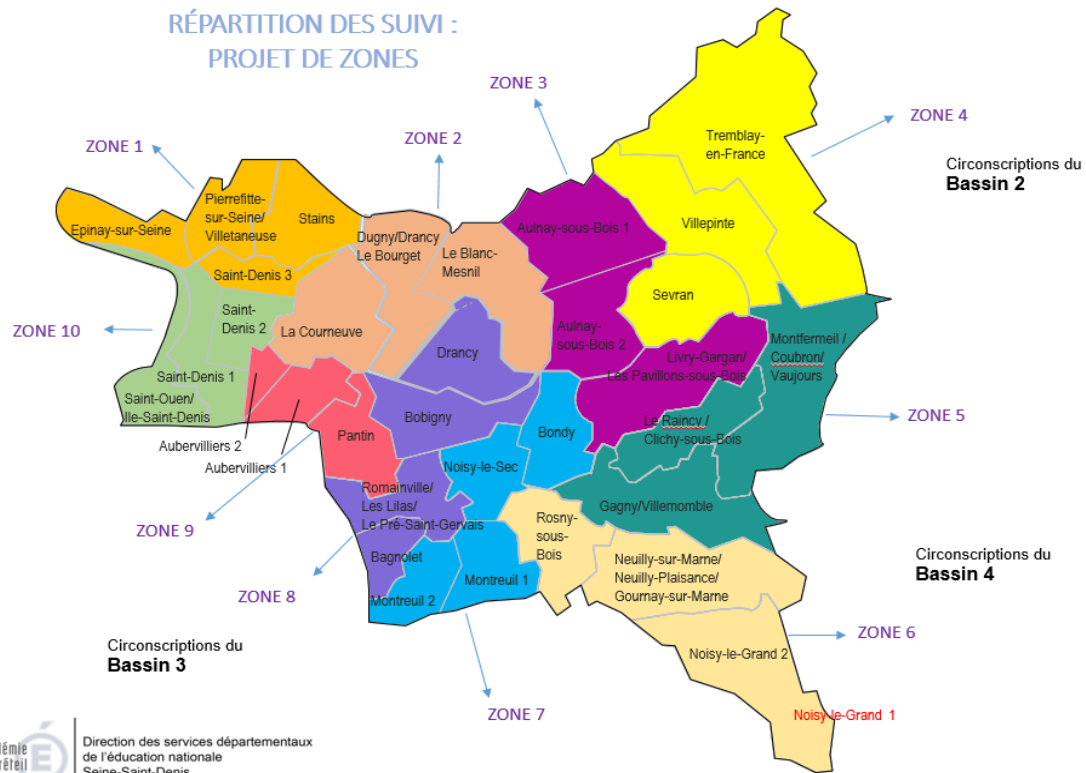 RÉPARTITION DES SUIVI :
PROJET DE ZONES
ZONE 3
ZONE 4
ZONE 2
ZONE 1
Circonscriptions du
Bassin 2
Tremblay-
en-France
Pierrefitte-
sur-Seine/
Villetaneuse
Stains
Epinay-sur-Seine
Aulnay-sous-Bois 1
Villepinte
Dugny/Drancy
Le Bourget
Le Blanc-
Mesnil
Saint-Denis 3
Sevran
ZONE 10
Saint-
Denis 2
La Courneuve
Aulnay-
sous-Bois 2
Drancy
Montfermeil /
Coubron/
Vaujours
Livry-Gargan/
Les Pavillons-sous-Bois
Saint-Denis 1
Saint-Ouen/
Ille-Saint-Denis
Bobigny
ZONE 5
Le Raincy /
Clichy-sous-Bois
Bondy
Pantin
Aubervilliers 2
Aubervilliers 1
Noisy-le-Sec
Romainville/
Les Lilas/
Le Pré-Saint-Gervais
Gagny/Villemomble
Rosny-
sous-
Bois
ZONE 9
Circonscriptions du
Bassin 4
Bagnolet
Neuilly-sur-Marne/
Neuilly-Plaisance/
Gournay-sur-Marne
Montreuil 1
ZONE 8
Montreuil 2
ZONE 6
Circonscriptions du
Bassin 3
Noisy-le-Grand 2
ZONE 7
Noisy-le-Grand 1
Direction des services départementaux
de l'éducation nationale
Seine-Saint-Denis